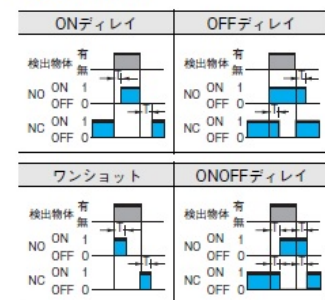 ONディレイ
OFFディレイ
検出物体 有
無
T
NO ON 1
OFF 0
T
NC ON 1
OFF 0
検出物体 有
無
T
NO ON 1
OFF 0
T
NC ON 1
OFF 0
ワンショット
ONOFFディレイ
検出物体 有
無
T
NO ON 1
OFF 0
T
NC ON 1
OFF 0
検出物体 有
無
T T
NO ON 1
OFF 0
T T
NC ON 1
OFF 0